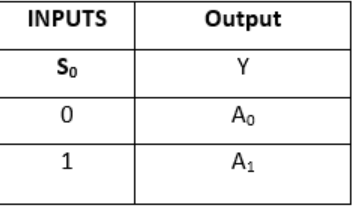 INPUTS Output
S₀ Y
0 A₀
1 A₁